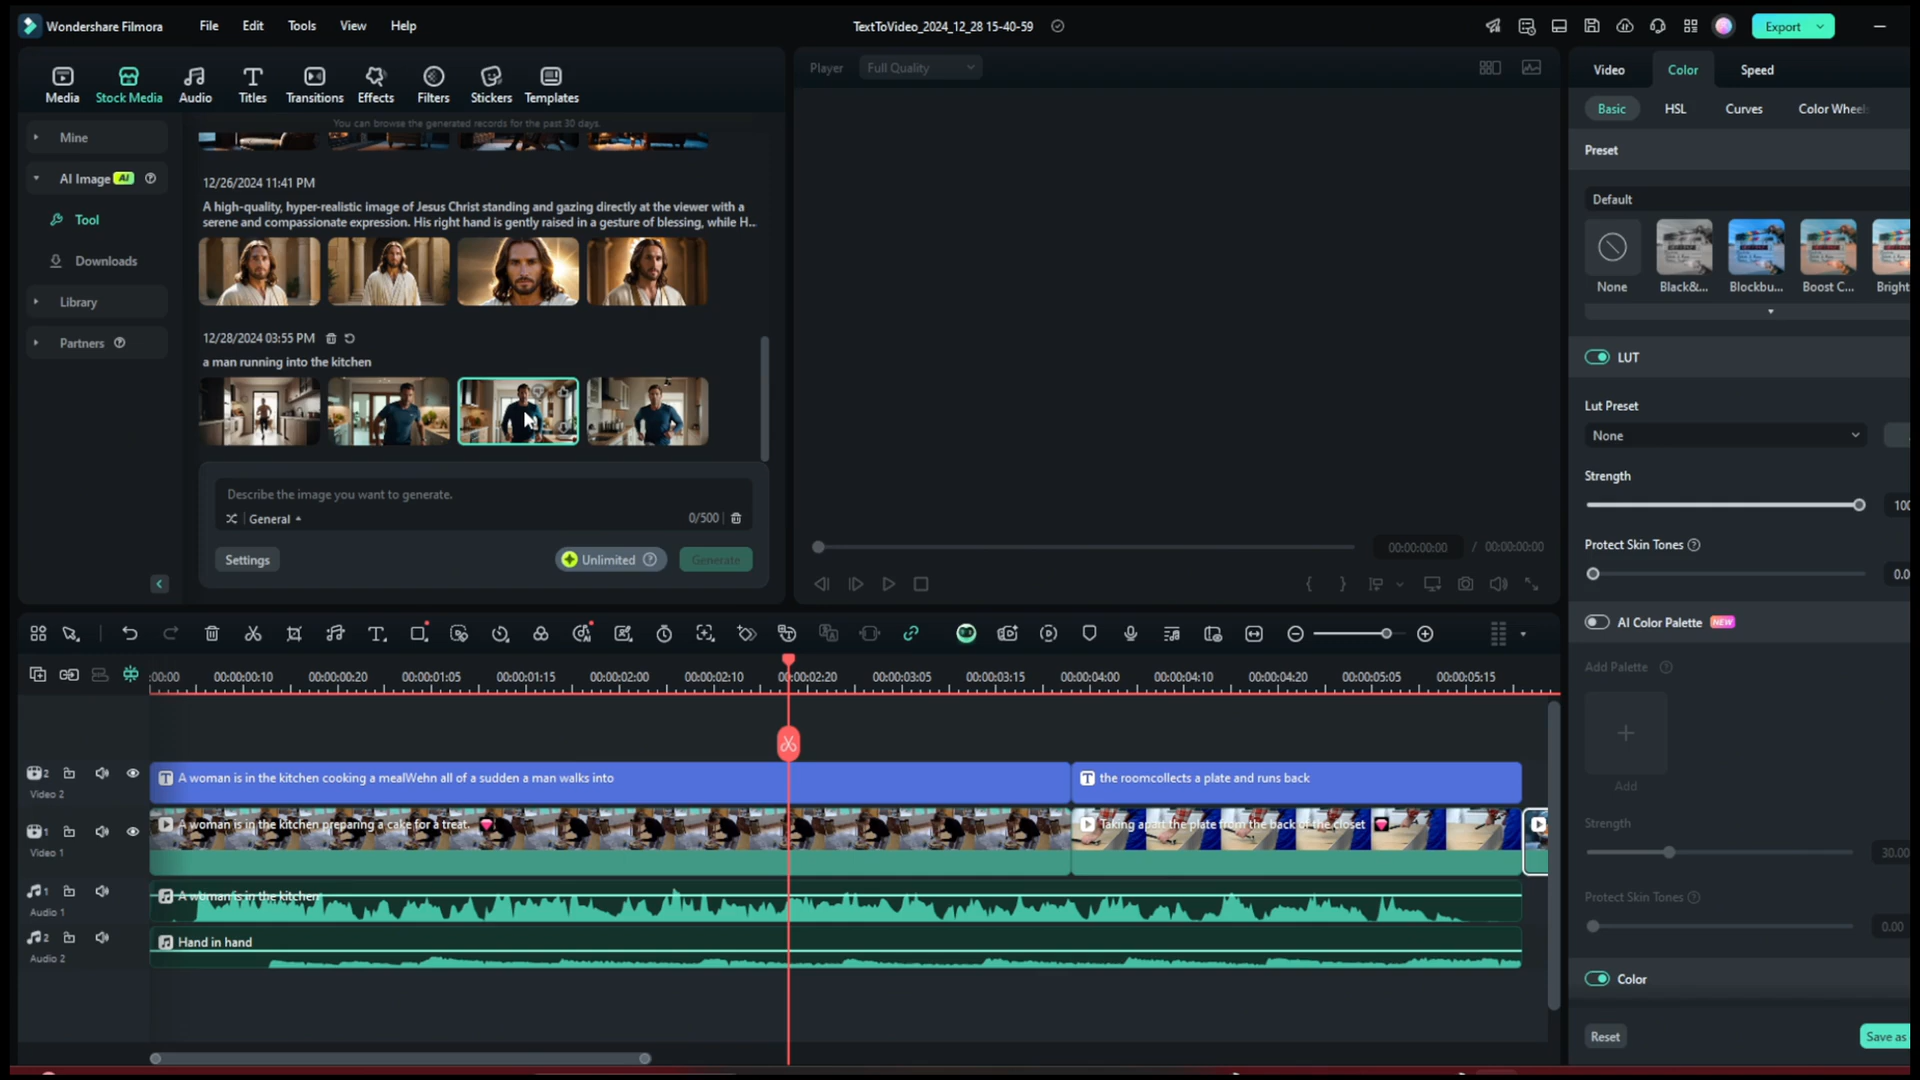 Wondershare Filmora
File
Edit
Tools
View
Help
TextToVideo_2024_12_28 15-40-59
Export
Media
Stock Media
Audio
Titles
Transitions
Effects
Filters
Stickers
Templates
Player
Full Quality
Video
Color
Speed
Basic
HSL
Curves
Color Wheels
You can browse the generated records for the past 30 days.
Mine
AI Image AI
Tool
Downloads
Library
Partners
12/26/2024 11:41 PM
A high-quality, hyper-realistic image of Jesus Christ standing and gazing directly at the viewer with a
serene and compassionate expression. His right hand is gently raised in a gesture of blessing, while H...
12/28/2024 03:55 PM
a man running into the kitchen
Describe the image you want to generate.
General
0/500
Settings
Unlimited
Generate
00:00:00:00 / 00:00:00:00
Preset
Default
None
Black&...
Blockbu...
Boost C...
Bright
LUT
Lut Preset
None
Strength
100
Protect Skin Tones
0.0
AI Color Palette NEW
Add Palette
Add
Strength
30.00
Protect Skin Tones
0.00
Color
Reset
Save as
:00:00
00:00:00:10
00:00:00:20
00:00:01:05
00:00:01:15
00:00:02:00
00:00:02:10
00:00:02:20
00:00:03:05
00:00:03:15
00:00:04:00
00:00:04:10
00:00:04:20
00:00:05:05
00:00:05:15
2
Video 2
A woman is in the kitchen cooking a mealWehn all of a sudden a man walks into
the roomcollects a plate and runs back
1
Video 1
A woman is in the kitchen preparing a cake for a treat.
Taking apart the plate from the back of the closet
1
Audio 1
A woman is in the kitchen
2
Audio 2
Hand in hand